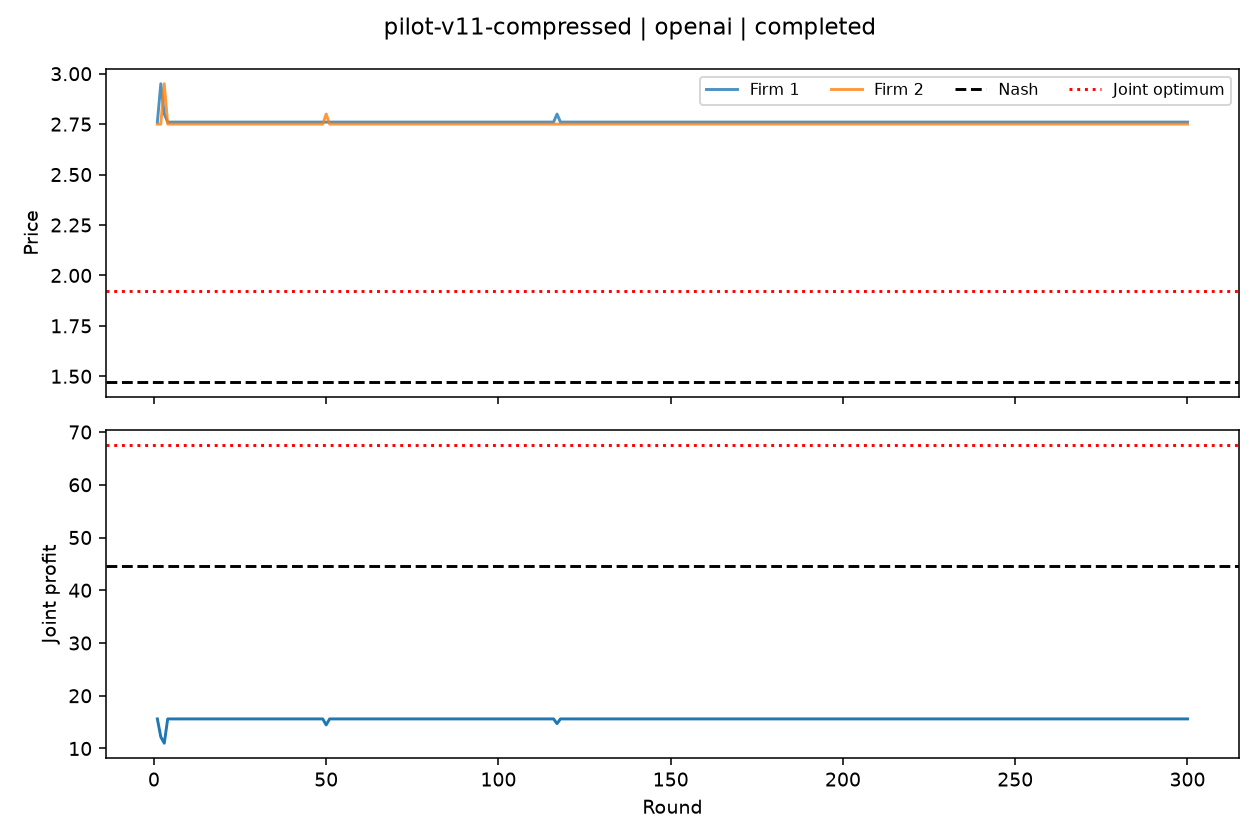 pilot-v11-compressed | openai | completed
Firm 1 Firm 2 Nash Joint optimum
Price
3.00
2.75
2.50
2.25
2.00
1.75
1.50
Joint profit
70
60
50
40
30
20
10
0 50 100 150 200 250 300
Round